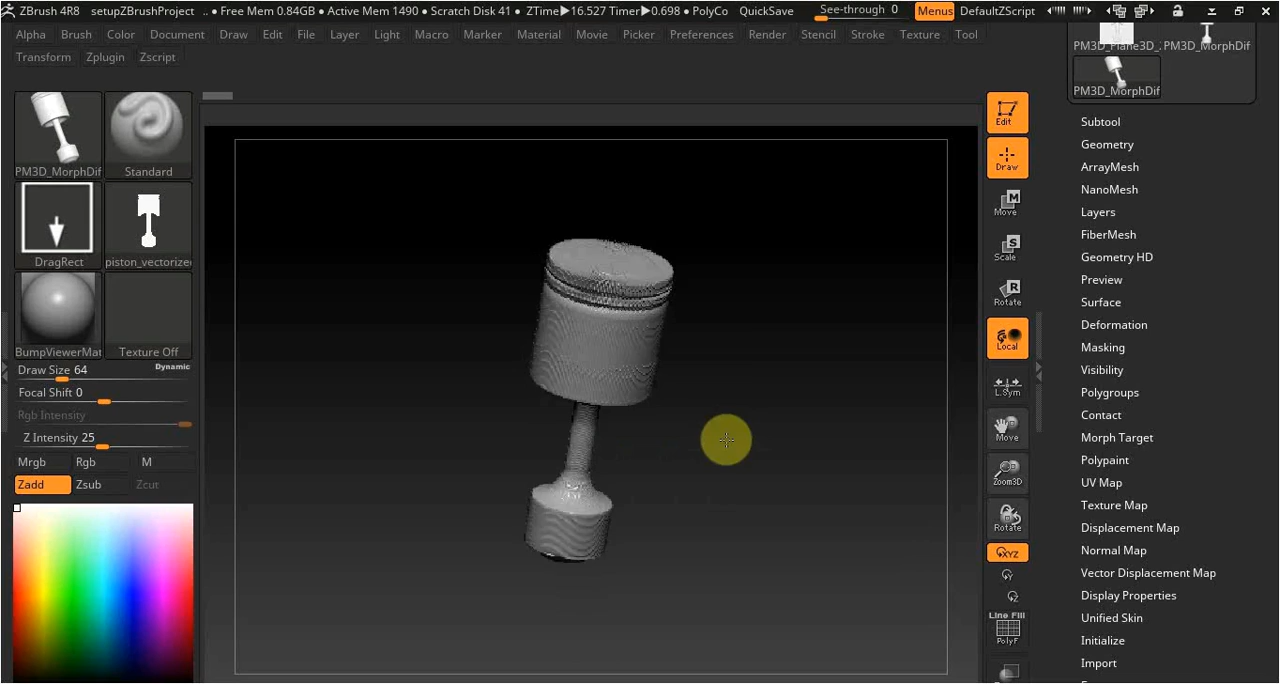 ZBrush 4R8 setupZBrushProject .. • Free Mem 0.84GB • Active Mem 1490 • Scratch Disk 41 • ZTime▶16.527 Timer▶0.698 • PolyCo QuickSave See-through 0 Menus DefaultZScript
Alpha Brush Color Document Draw Edit File Layer Light Macro Marker Material Movie Picker Preferences Render Stencil Stroke Texture Tool
Transform Zplugin Zscript
PM3D_Plane3D_. PM3D_MorphDif
PM3D_MorphDif
PM3D_MorphDif Standard
DragRect piston_vectorized
BumpViewerMat Texture Off
Draw Size 64 Dynamic
Focal Shift 0
Rgb Intensity
Z Intensity 25
Mrgb Rgb M
Zadd Zsub Zcut
Edit
Draw
Move
Scale
Rotate
Local
L.Sym
Move
Zoom3D
Rotate
XYZ
Y
Z
Line Fill
PolyF
Subtool
Geometry
ArrayMesh
NanoMesh
Layers
FiberMesh
Geometry HD
Preview
Surface
Deformation
Masking
Visibility
Polygroups
Contact
Morph Target
Polypaint
UV Map
Texture Map
Displacement Map
Normal Map
Vector Displacement Map
Display Properties
Unified Skin
Initialize
Import